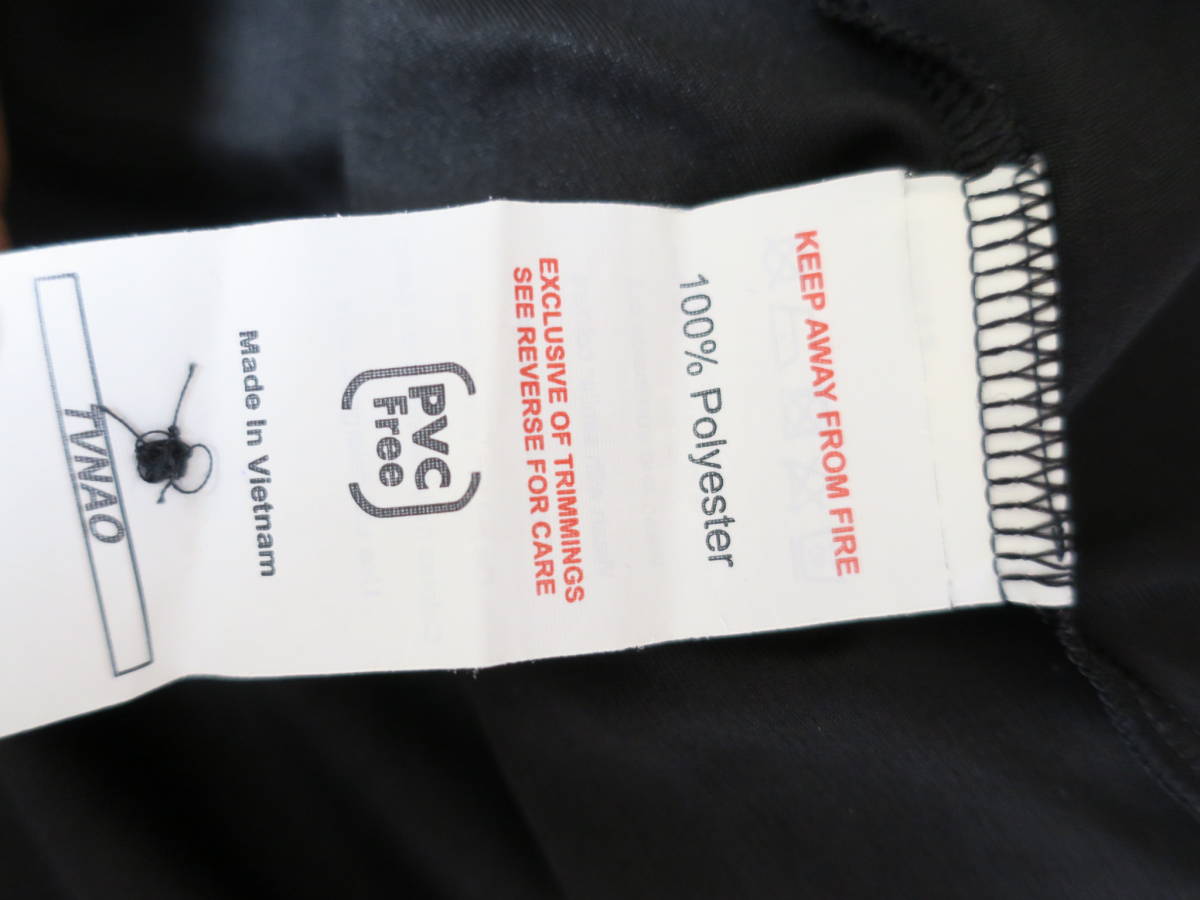 KEEP AWAY FROM FIRE
100% Polyester
EXCLUSIVE OF TRIMMINGS
SEE REVERSE FOR CARE
PVC
Free
Made In Vietnam
TVNAO